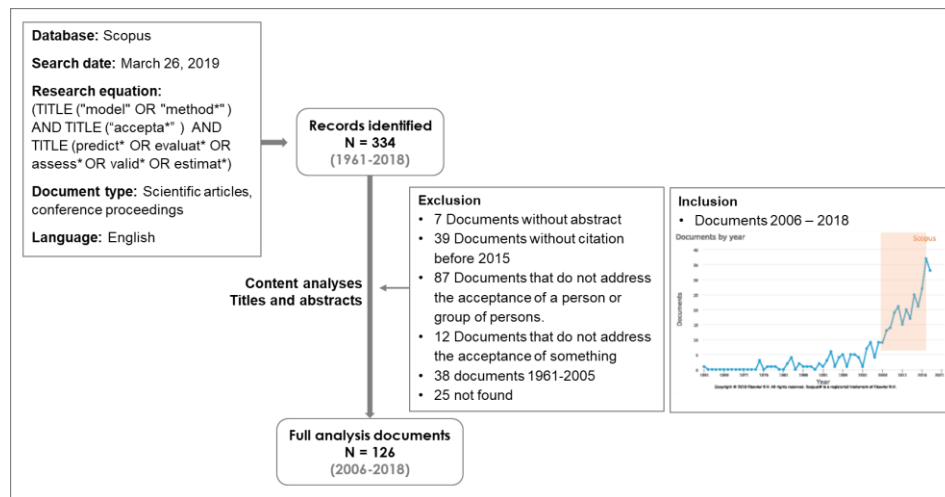 Database: Scopus
Search date: March 26, 2019
Research equation:
(TITLE ("model" OR "method*" )
AND TITLE ("accepta*" ) AND
TITLE (predict* OR evaluat* OR
assess* OR valid* OR estimat*)
Document type: Scientific articles,
conference proceedings
Language: English
Records identified
N = 334
(1961-2018)
Content analyses
Titles and abstracts
Exclusion
• 7 Documents without abstract
• 39 Documents without citation
before 2015
• 87 Documents that do not address
the acceptance of a person or
group of persons.
• 12 Documents that do not address
the acceptance of something
• 38 documents 1961-2005
• 25 not found
Inclusion
• Documents 2006 – 2018
Documents by year
Scopus
Documents
Year
Full analysis documents
N = 126
(2006-2018)